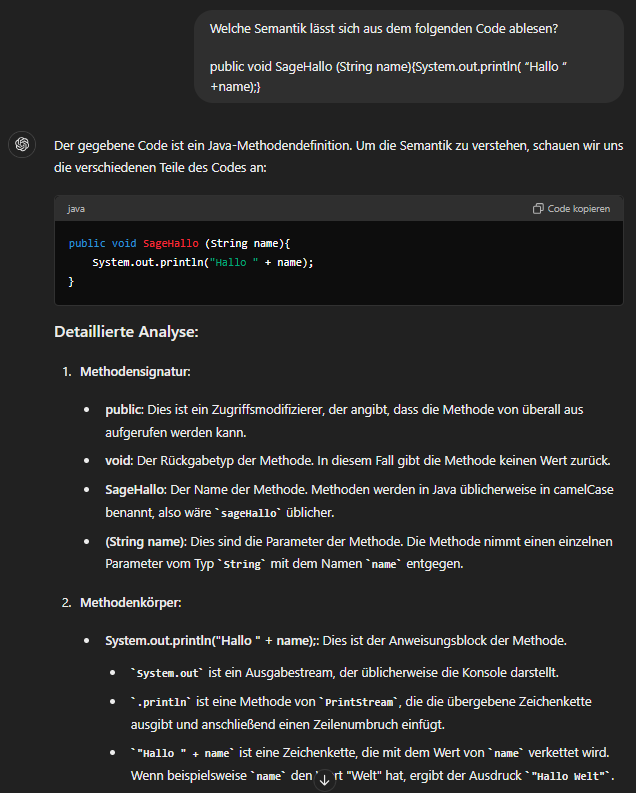 Welche Semantik lässt sich aus dem folgenden Code ablesen?
public void SageHallo (String name){System.out.println( “Hallo “
+name);}
Der gegebene Code ist ein Java-Methodendefinition. Um die Semantik zu verstehen, schauen wir uns
die verschiedenen Teile des Codes an:
java
Code kopieren
public void SageHallo (String name){
    System.out.println("Hallo " + name);
}
Detaillierte Analyse:
1. Methodensignatur:
• public: Dies ist ein Zugriffsmodifizierer, der angibt, dass die Methode von überall aus
aufgerufen werden kann.
• void: Der Rückgabetyp der Methode. In diesem Fall gibt die Methode keinen Wert zurück.
• SageHallo: Der Name der Methode. Methoden werden in Java üblicherweise in camelCase
benannt, also wäre `sageHallo` üblicher.
• (String name): Dies sind die Parameter der Methode. Die Methode nimmt einen einzelnen
Parameter vom Typ `String` mit dem Namen `name` entgegen.
2. Methodenkörper:
• System.out.println("Hallo " + name);: Dies ist der Anweisungsblock der Methode.
• `System.out` ist ein Ausgabestream, der üblicherweise die Konsole darstellt.
• `.println` ist eine Methode von `PrintStream`, die die übergebene Zeichenkette
ausgibt und anschließend einen Zeilenumbruch einfügt.
• `"Hallo " + name` ist eine Zeichenkette, die mit dem Wert von `name` verkettet wird.
Wenn beispielsweise `name` den Wert "Welt" hat, ergibt der Ausdruck `"Hallo Welt"`.